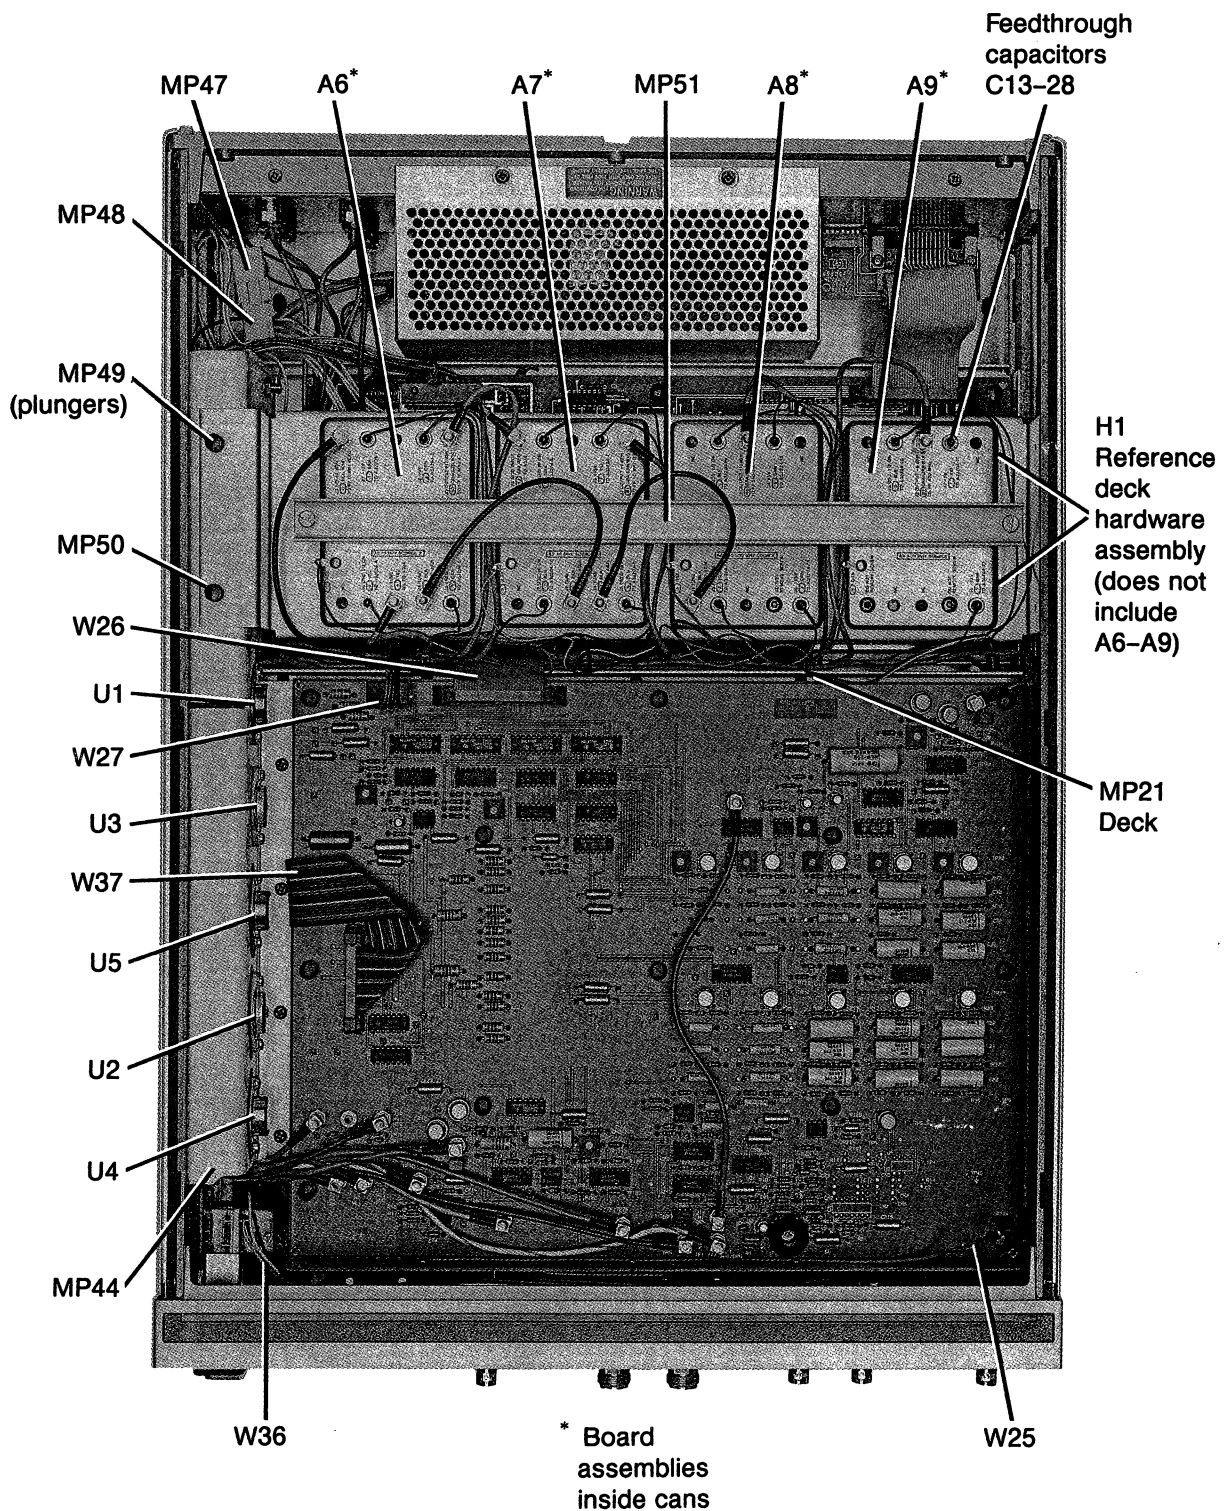 Feedthrough
capacitors
C13–28
MP47
A6*
A7*
MP51
A8*
A9*
MP48
WARNING
MP49
(plungers)
H1
Reference
deck
hardware
assembly
(does not
include
A6–A9)
MP50
W26
U1
W27
MP21
Deck
U3
W37
U5
U2
U4
MP44
W36
* Board
assemblies
inside cans
W25